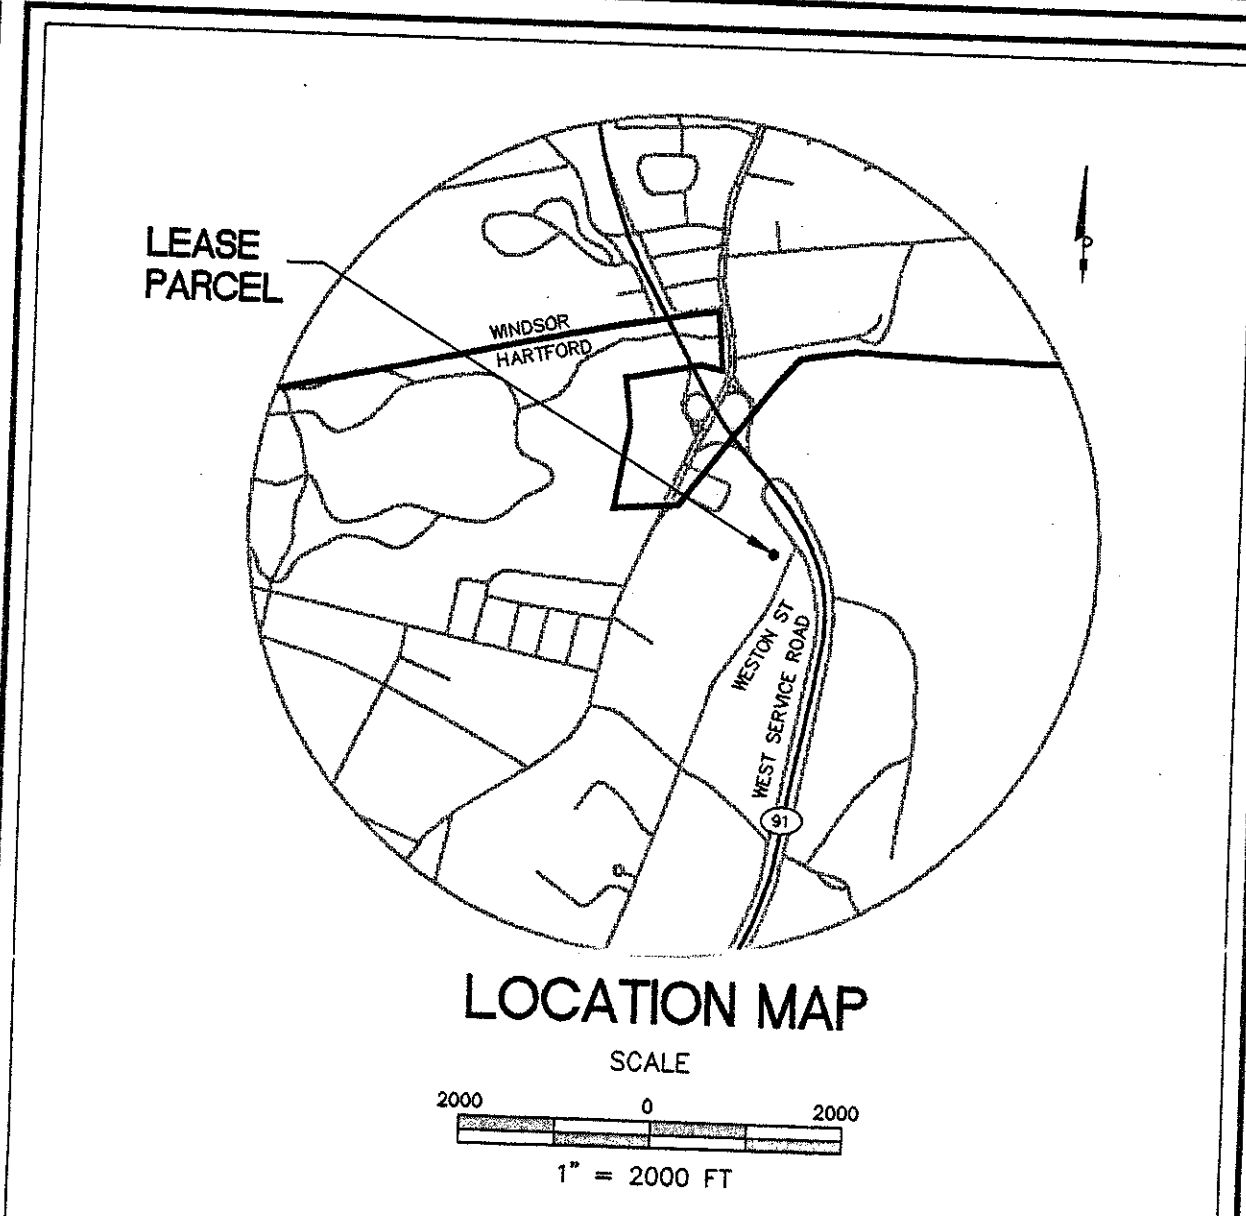 LEASE
PARCEL
WINDSOR
HARTFORD
WESTON ST
WEST SERVICE ROAD
91
LOCATION MAP
SCALE
2000 0 2000
1" = 2000 FT